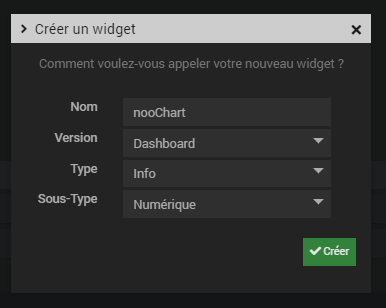 Créer un widget
Comment voulez-vous appeler votre nouveau widget ?
Nom nooChart
Version Dashboard
Type Info
Sous-Type Numérique
Créer